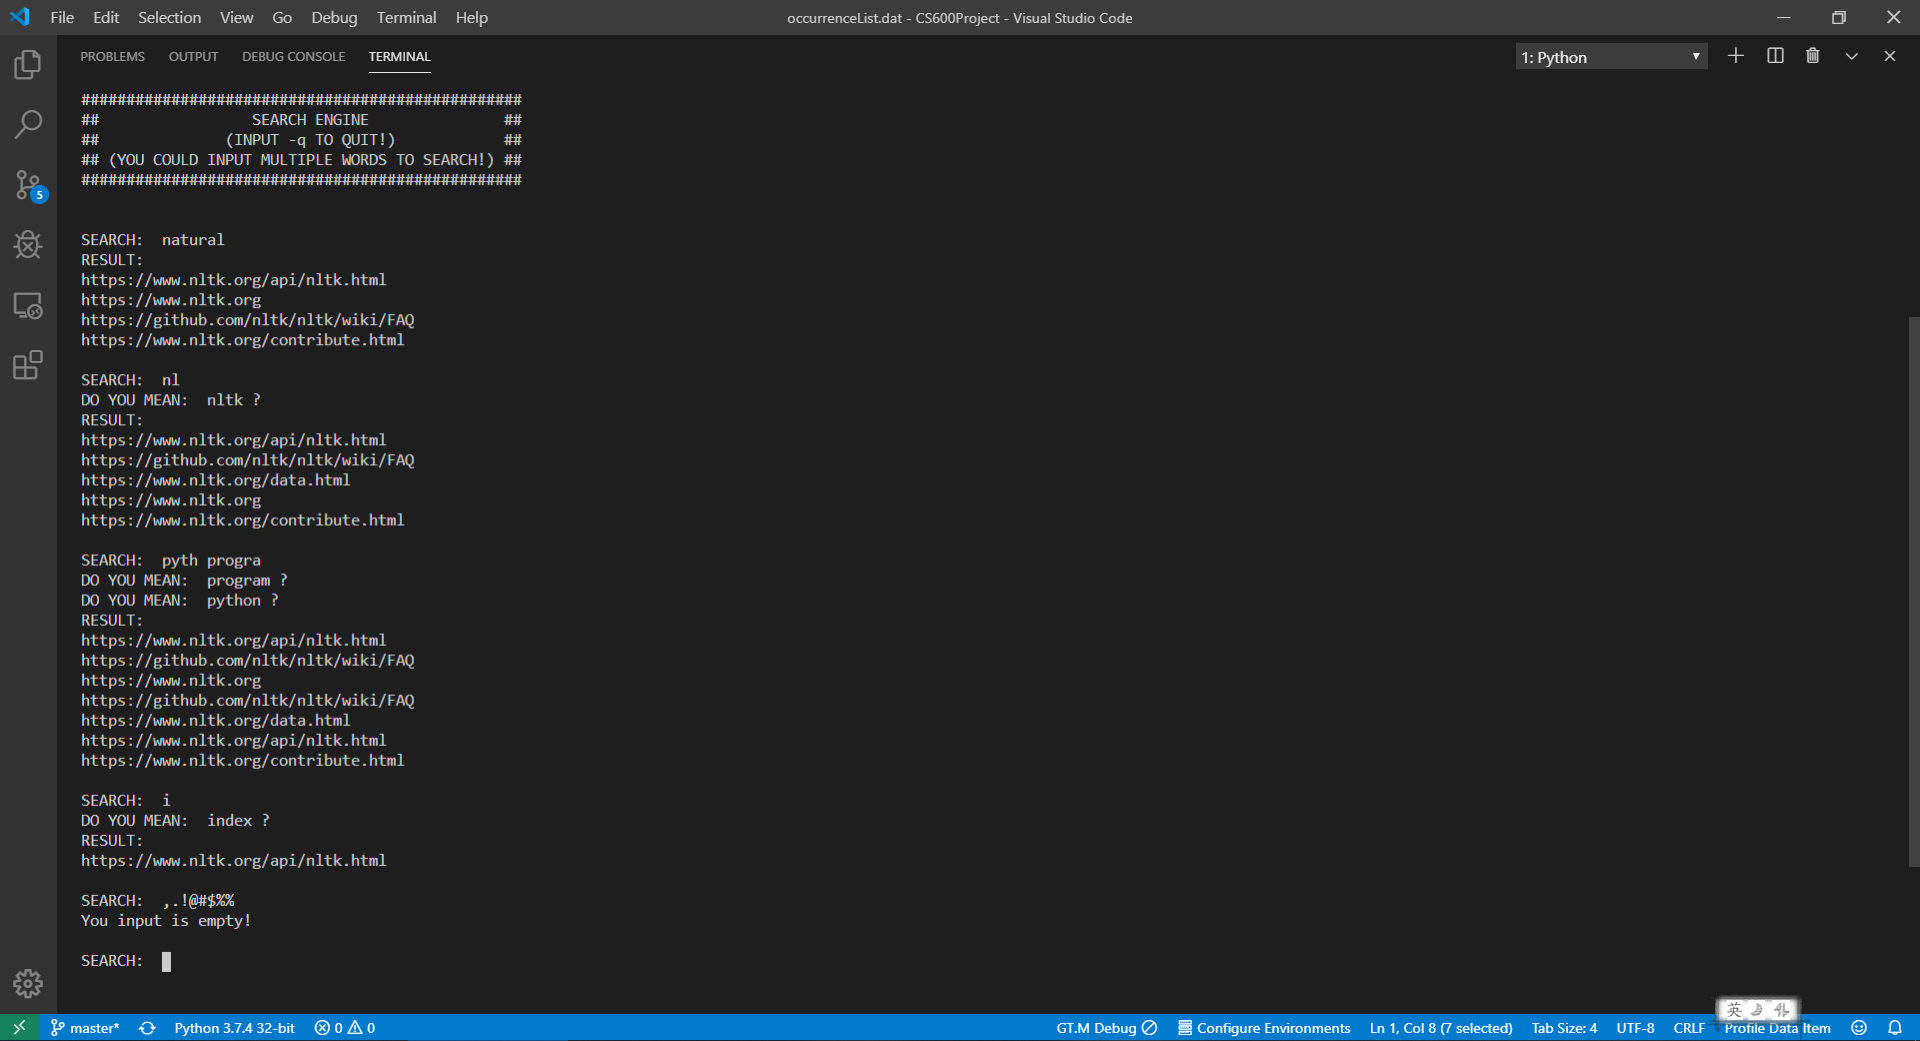 File Edit Selection View Go Debug Terminal Help
occurrenceList.dat - CS600Project - Visual Studio Code
PROBLEMS OUTPUT DEBUG CONSOLE TERMINAL
1: Python
#################################################
## SEARCH ENGINE ##
## (INPUT -q TO QUIT!) ##
## (YOU COULD INPUT MULTIPLE WORDS TO SEARCH!) ##
#################################################
SEARCH: natural
RESULT:
https://www.nltk.org/api/nltk.html
https://www.nltk.org
https://github.com/nltk/nltk/wiki/FAQ
https://www.nltk.org/contribute.html
SEARCH: nl
DO YOU MEAN: nltk ?
RESULT:
https://www.nltk.org/api/nltk.html
https://github.com/nltk/nltk/wiki/FAQ
https://www.nltk.org/data.html
https://www.nltk.org
https://www.nltk.org/contribute.html
SEARCH: pyth progra
DO YOU MEAN: program ?
DO YOU MEAN: python ?
RESULT:
https://www.nltk.org/api/nltk.html
https://github.com/nltk/nltk/wiki/FAQ
https://www.nltk.org
https://github.com/nltk/nltk/wiki/FAQ
https://www.nltk.org/data.html
https://www.nltk.org/api/nltk.html
https://www.nltk.org/contribute.html
SEARCH: i
DO YOU MEAN: index ?
RESULT:
https://www.nltk.org/api/nltk.html
SEARCH: ,.!@#$%%
You input is empty!
SEARCH:
5
英
master* Python 3.7.4 32-bit 0 0 GT.M Debug Configure Environments Ln 1, Col 8 (7 selected) Tab Size: 4 UTF-8 CRLF Profile Data Item